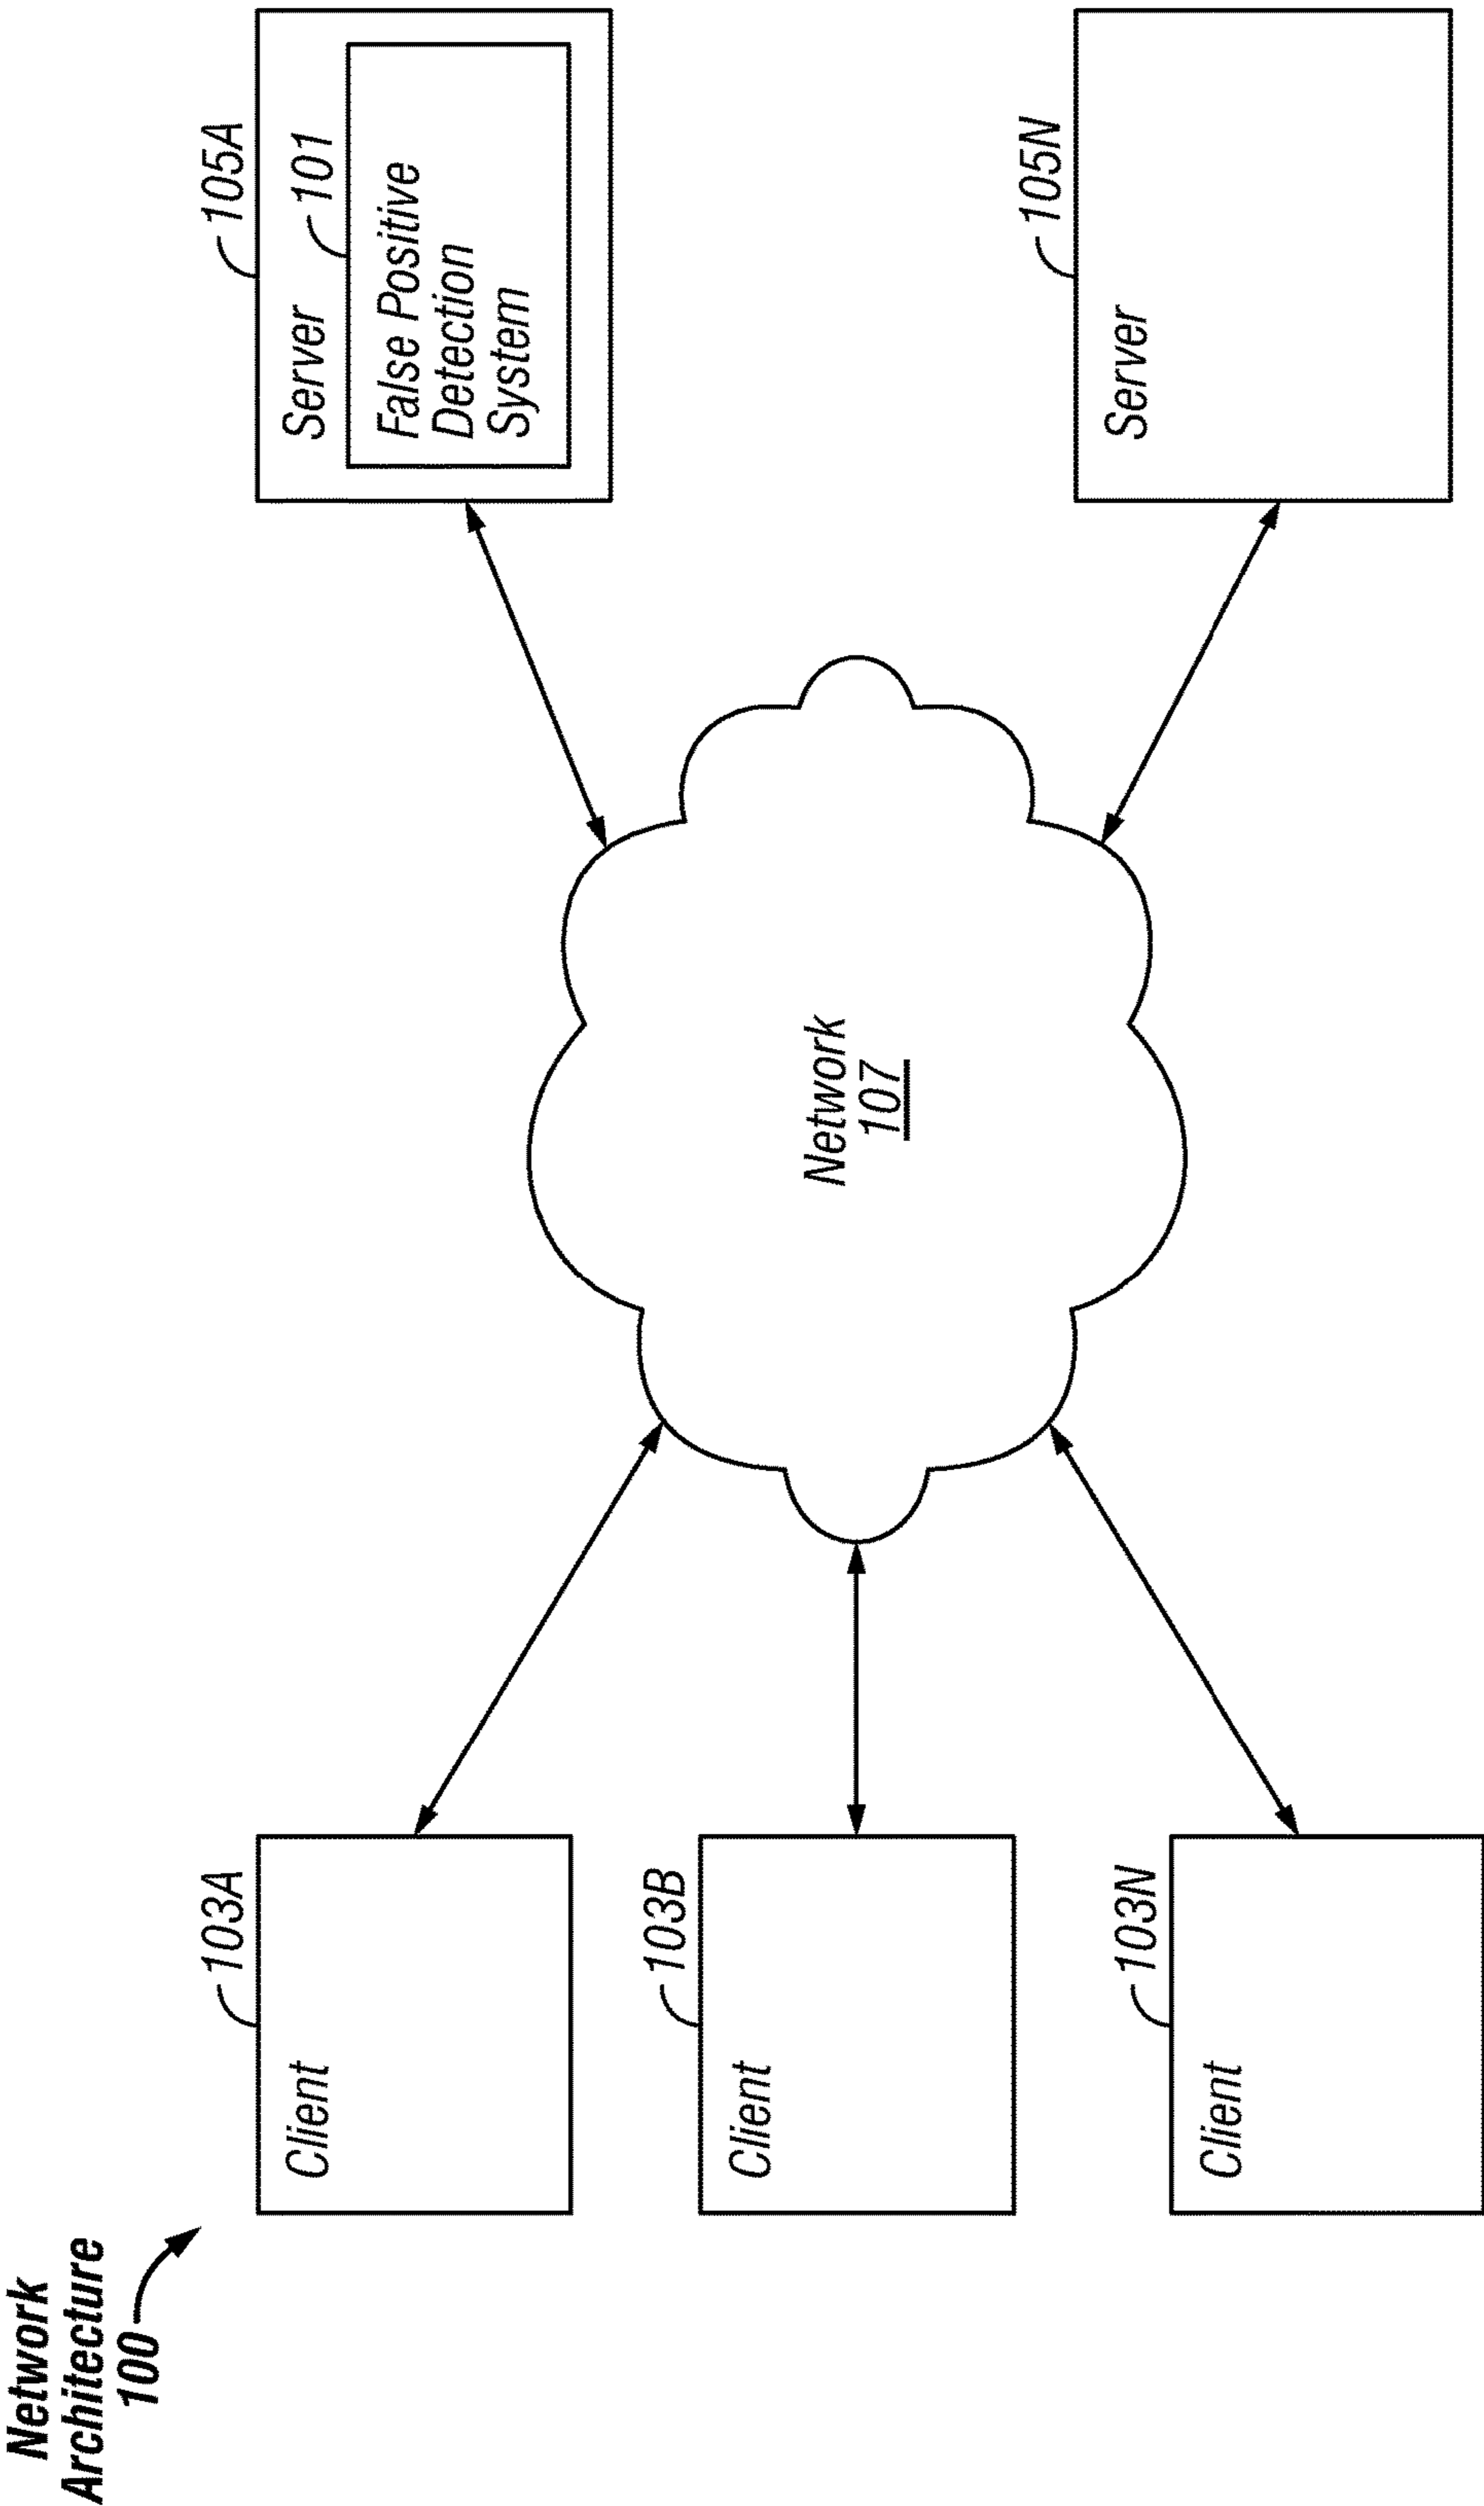 Network
Architecture
100
103A
Client
103B
Client
103N
Client
Network
107
105A
Server
101
False Positive
Detection
System
105N
Server